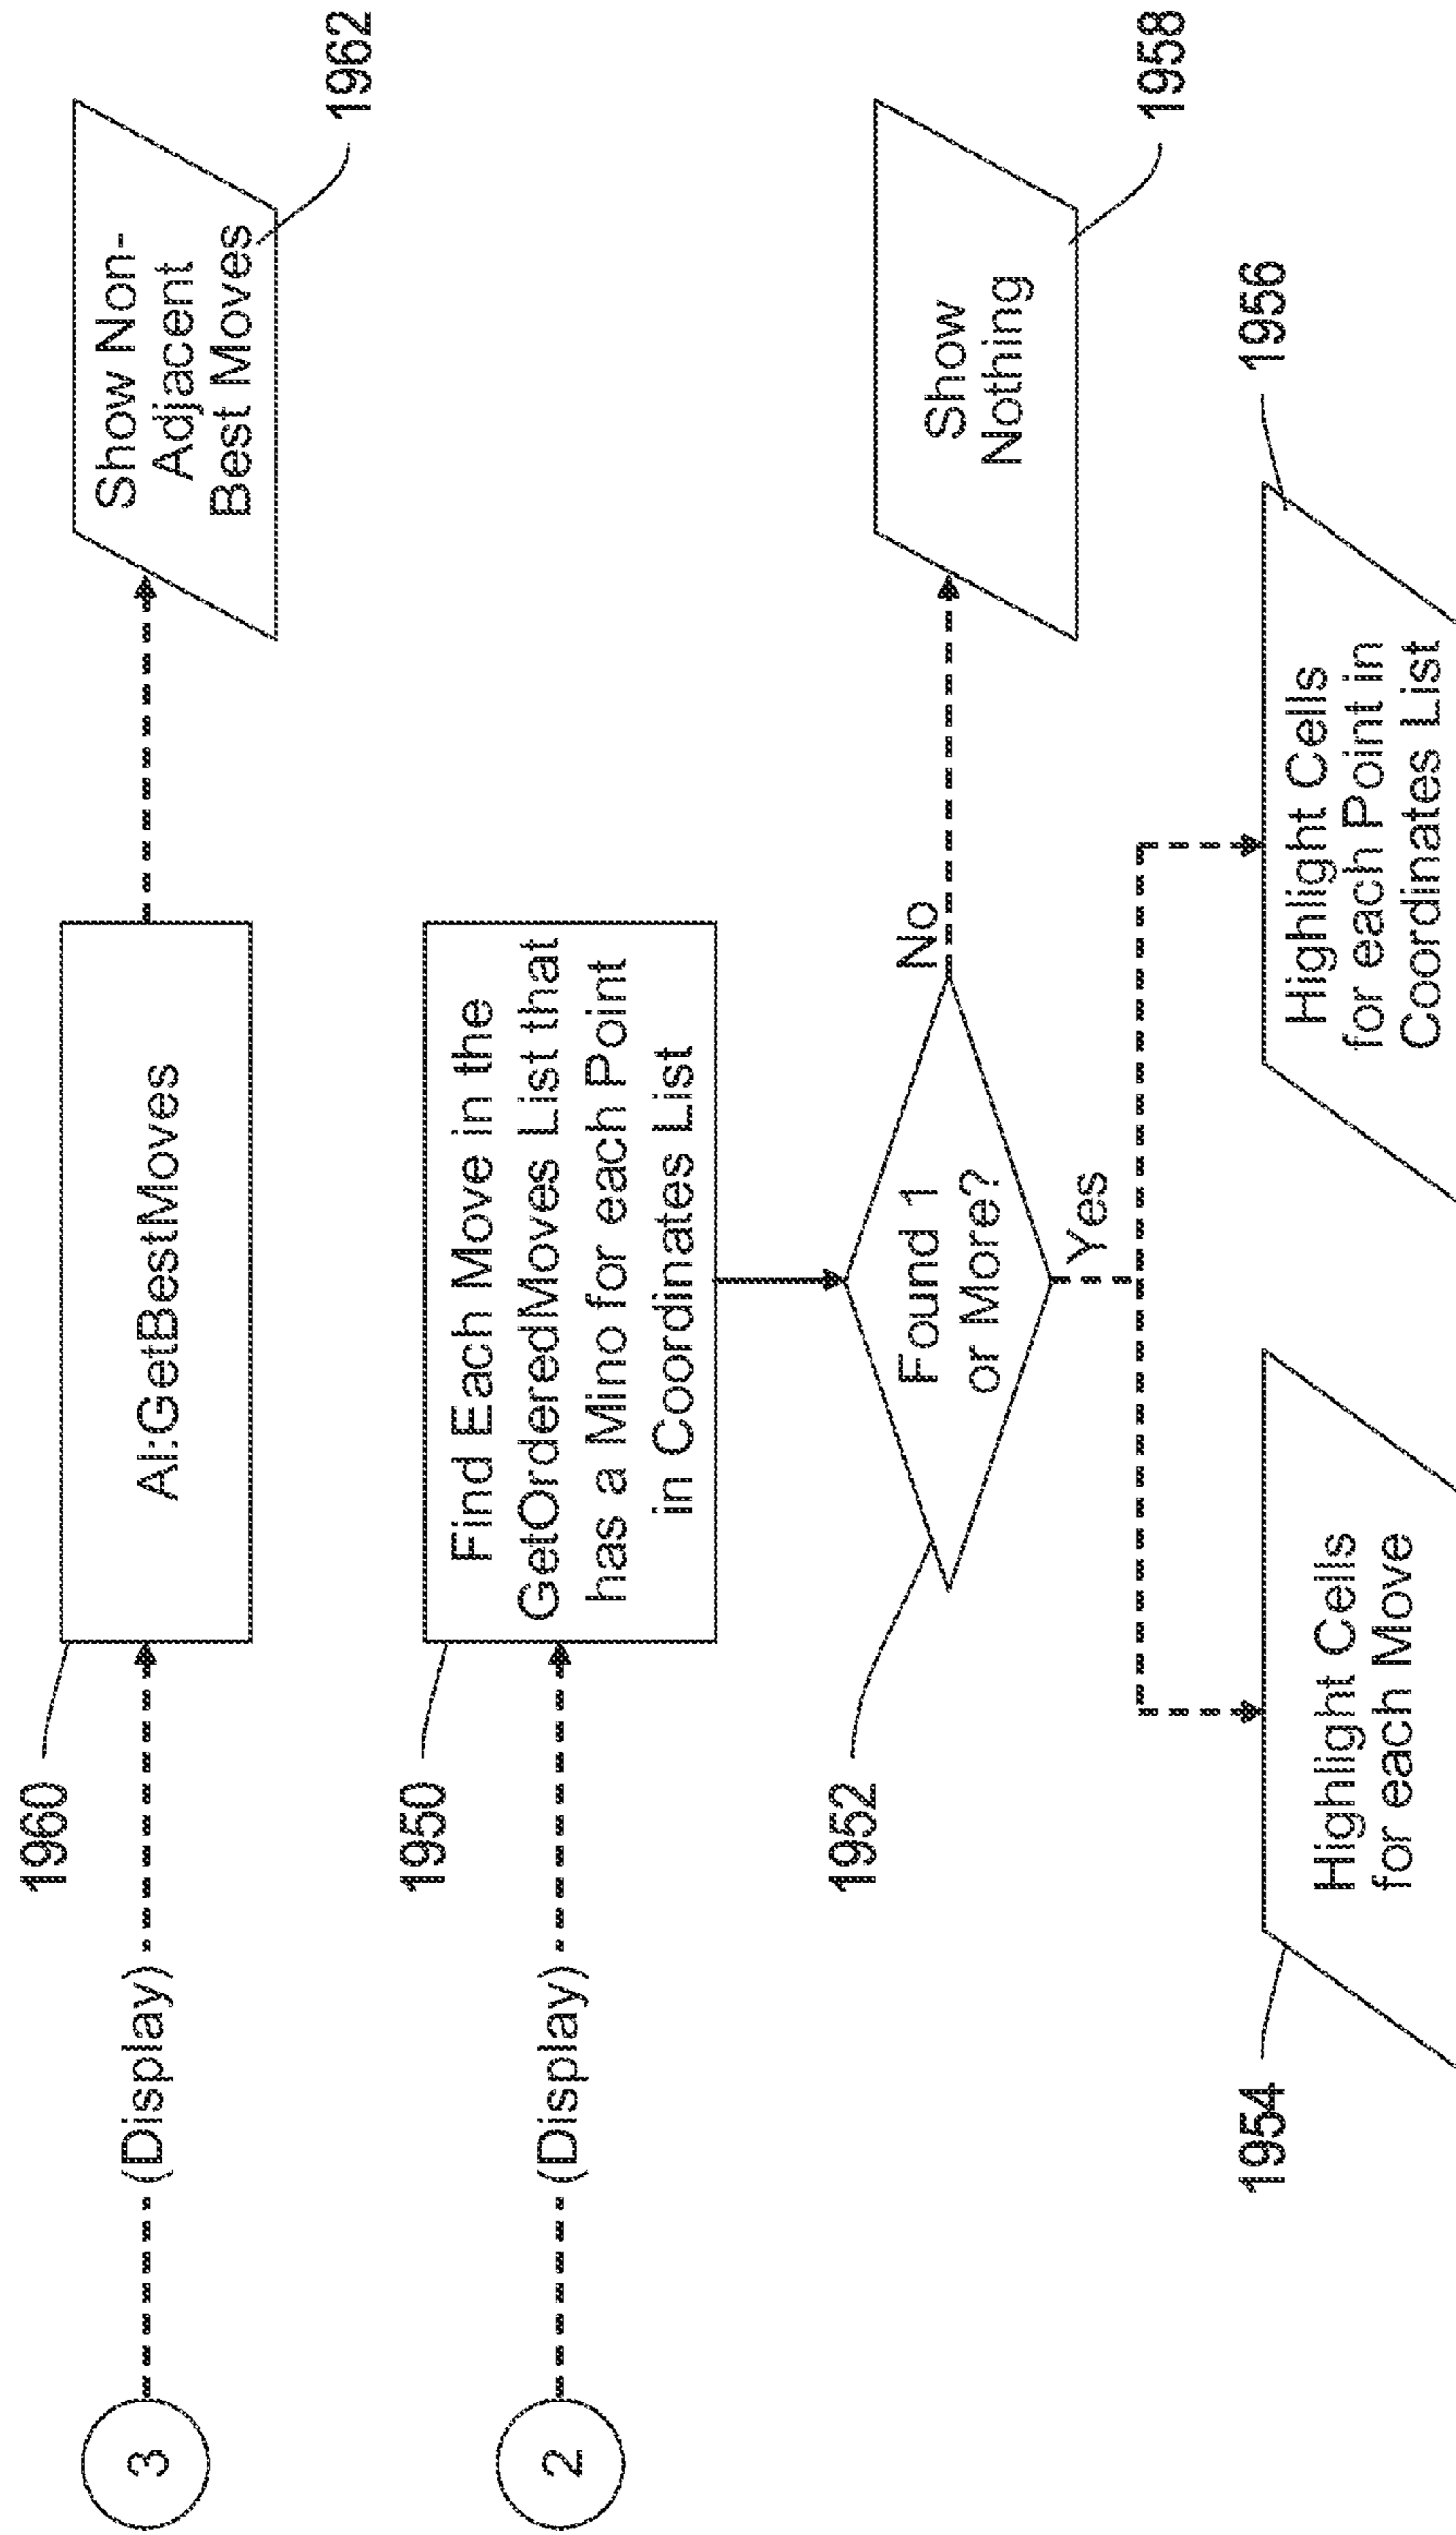 1960
3
(Display)
AI:GetBestMoves
Show Non-
Adjacent
Best Moves
1962
1950
2
(Display)
Find Each Move in the
GetOrderedMoves List that
has a Mino for each Point
in Coordinates List
1952
Found 1
or More?
No
Yes
Show
Nothing
1958
1954
Highlight Cells
for each Move
Highlight Cells
for each Point in
Coordinates List
1956